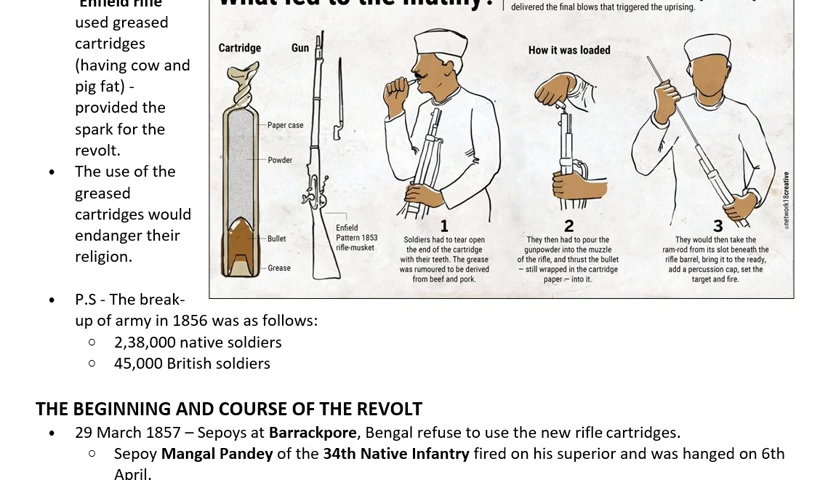 'Enfield rifle'
used greased
cartridges
(having cow and
pig fat) -
provided the
spark for the
revolt.
• The use of the
greased
cartridges would
endanger their
religion.
• P.S - The break-
up of army in 1856 was as follows:
○ 2,38,000 native soldiers
○ 45,000 British soldiers
What led to the mutiny?
delivered the final blows that triggered the uprising.
Cartridge
Gun
How it was loaded
Paper case
Powder
Bullet
Grease
Enfield
Pattern 1853
rifle-musket
1
Soldiers had to tear open
the end of the cartridge
with their teeth. The grease
was rumoured to be derived
from beef and pork.
2
They then had to pour the
gunpowder into the muzzle
of the rifle, and thrust the bullet
– still wrapped in the cartridge
paper – into it.
3
They would then take the
ram-rod from its slot beneath the
rifle barrel, bring it to the ready,
add a percussion cap, set the
target and fire.
network18creative
THE BEGINNING AND COURSE OF THE REVOLT
• 29 March 1857 – Sepoys at Barrackpore, Bengal refuse to use the new rifle cartridges.
○ Sepoy Mangal Pandey of the 34th Native Infantry fired on his superior and was hanged on 6th
April.